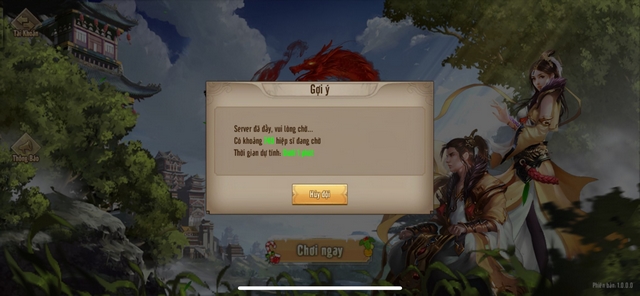 Tài Khoản
Gợi ý
Server đã đầy, vui lòng chờ...
Có khoảng hiệp sĩ đang chờ
Thời gian dự tính:
Thông Báo
Hủy đợi
Chơi ngay
Phiên bản: 1.0.0.0